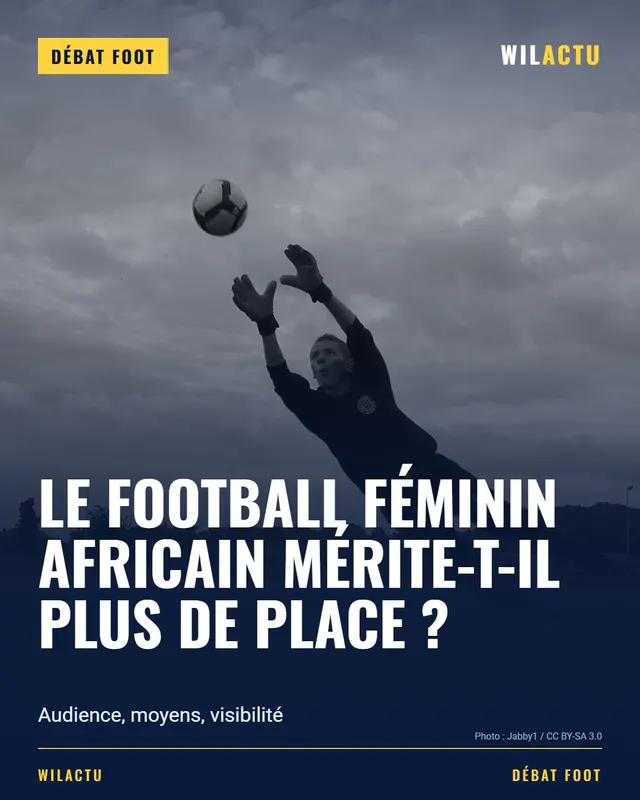 DÉBAT FOOT
WILACTU
LE FOOTBALL FÉMININ
AFRICAIN MÉRITE-T-IL
PLUS DE PLACE ?
Audience, moyens, visibilité
Photo : Jabby1 / CC BY-SA 3.0
WILACTU
DÉBAT FOOT